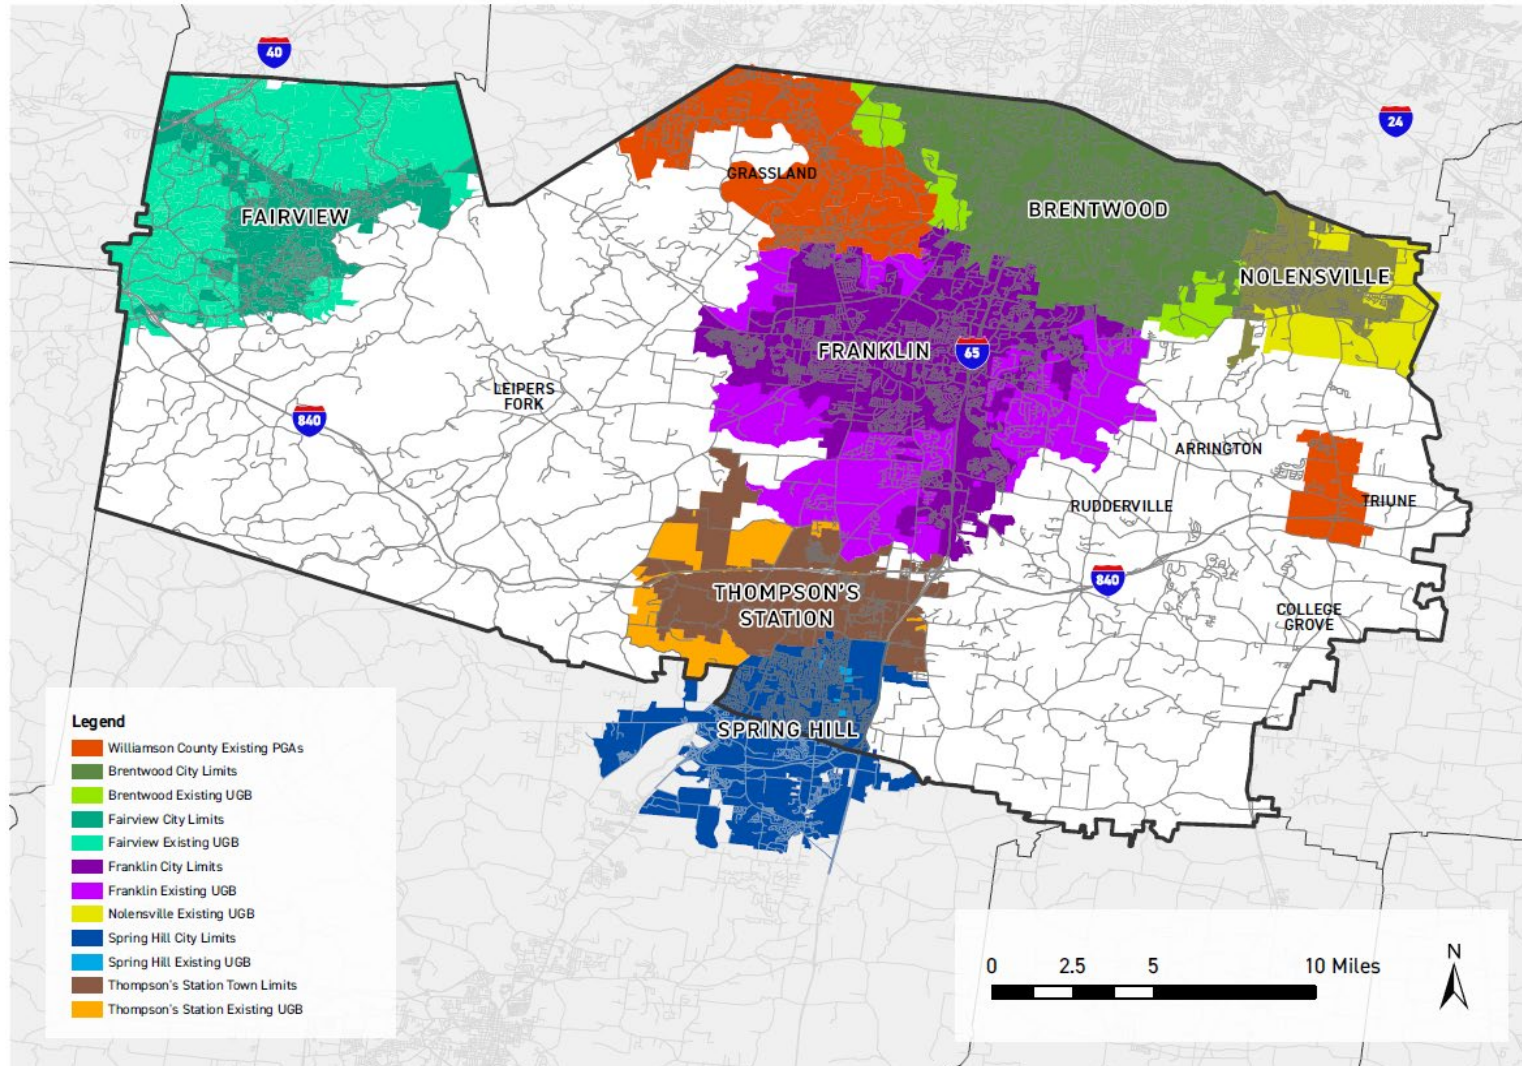 40
24
GRASSLAND
FAIRVIEW
BRENTWOOD
NOLENSVILLE
FRANKLIN
65
LEIPERS
FORK
840
ARRINGTON
TRIUNE
RUDDERVILLE
840
THOMPSON'S
STATION
COLLEGE
GROVE
SPRING HILL
Legend
Williamson County Existing PGAs
Brentwood City Limits
Brentwood Existing UGB
Fairview City Limits
Fairview Existing UGB
Franklin City Limits
Franklin Existing UGB
Nolensville Existing UGB
Spring Hill City Limits
Spring Hill Existing UGB
Thompson's Station Town Limits
Thompson's Station Existing UGB
0 2.5 5 10 Miles
N